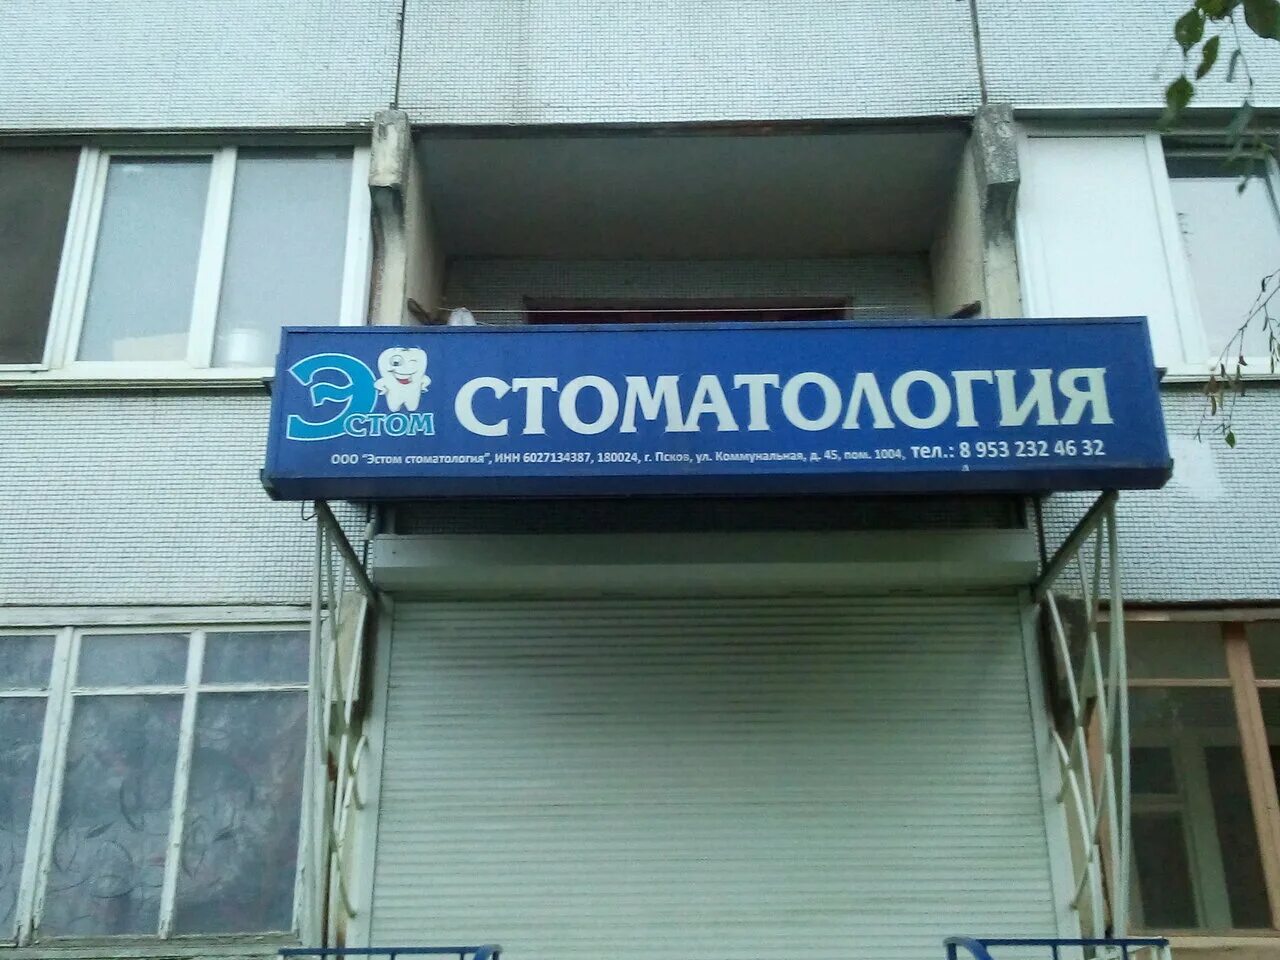 Эстом
СТОМАТОЛОГИЯ
ООО "Эстом стоматология", ИНН 6027134387, 180024, г. Псков, ул. Коммунальная, д. 45, пом. 1004, тел.: 8 953 232 46 32